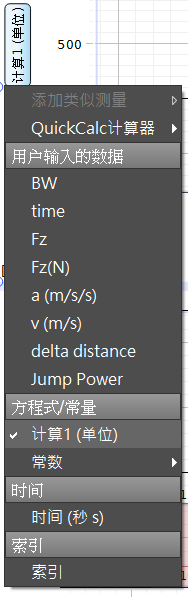 计算1 (单位)
500
添加类似测量
QuickCalc计算器
用户输入的数据
BW
time
Fz
Fz(N)
a (m/s/s)
v (m/s)
delta distance
Jump Power
方程式/常量
计算1 (单位)
常数
时间
时间 (秒 s)
索引
索引